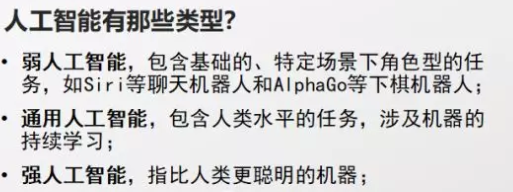 人工智能有那些类型？
• 弱人工智能，包含基础的、特定场景下角色型的任
务，如Siri等聊天机器人和AlphaGo等下棋机器人；
• 通用人工智能，包含人类水平的任务，涉及机器的
持续学习；
• 强人工智能，指比人类更聪明的机器；